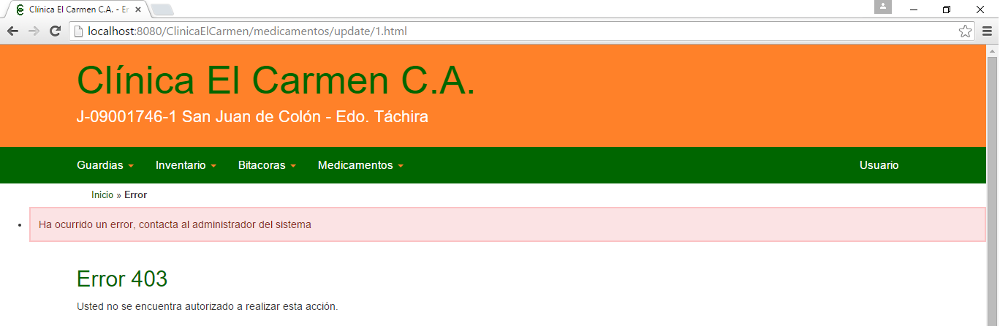 Clínica El Carmen C.A. - Er
localhost:8080/ClinicaElCarmen/medicamentos/update/1.html
Clínica El Carmen C.A.
J-09001746-1 San Juan de Colón - Edo. Táchira
Guardias Inventario Bitacoras Medicamentos Usuario
Inicio » Error
Ha ocurrido un error, contacta al administrador del sistema
Error 403
Usted no se encuentra autorizado a realizar esta acción.